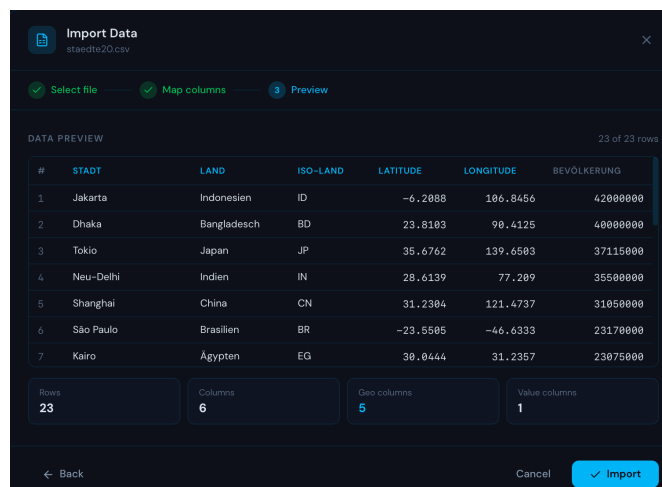 Import Data
staedte20.csv
Select file
Map columns
3 Preview
DATA PREVIEW 23 of 23 rows
# STADT LAND ISO-LAND LATITUDE LONGITUDE BEVÖLKERUNG
1 Jakarta Indonesien ID -6.2088 106.8456 42000000
2 Dhaka Bangladesch BD 23.8103 90.4125 40000000
3 Tokio Japan JP 35.6762 139.6503 37115000
4 Neu-Delhi Indien IN 28.6139 77.209 35500000
5 Shanghai China CN 31.2304 121.4737 31050000
6 São Paulo Brasilien BR -23.5505 -46.6333 23170000
7 Kairo Ägypten EG 30.0444 31.2357 23075000
Rows Columns Geo columns Value columns
23 6 5 1
← Back Cancel Import